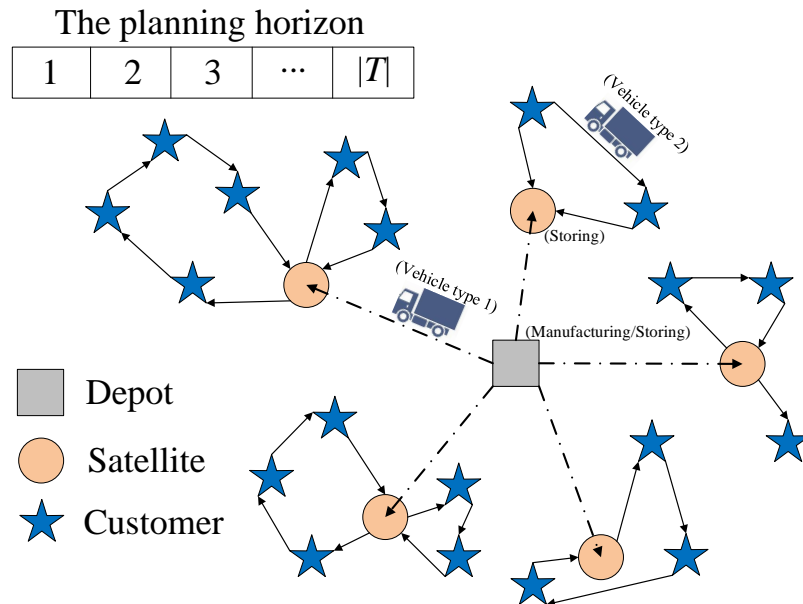 The planning horizon
1 2 3 ... |T|
(Vehicle type 2)
(Storing)
(Vehicle type 1)
(Manufacturing/Storing)
Depot
Satellite
Customer